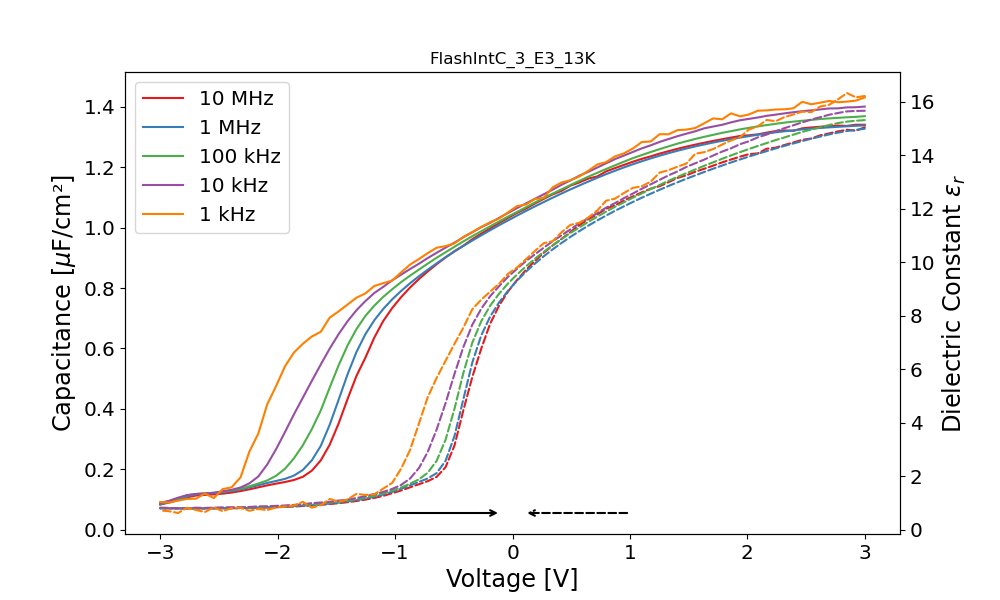 FlashIntC_3_E3_13K
10 MHz
1 MHz
100 kHz
10 kHz
1 kHz
Capacitance [μF/cm²]
1.4
1.2
1.0
0.8
0.6
0.4
0.2
0.0
16
14
12
10
8
6
4
2
0
Dielectric Constant εr
−3 −2 −1 0 1 2 3
Voltage [V]